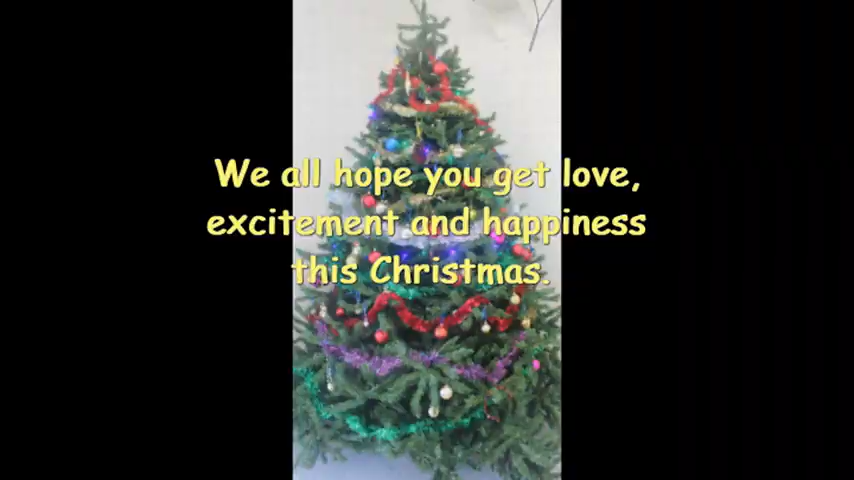 We all hope you get love,
excitement and happiness
this Christmas.